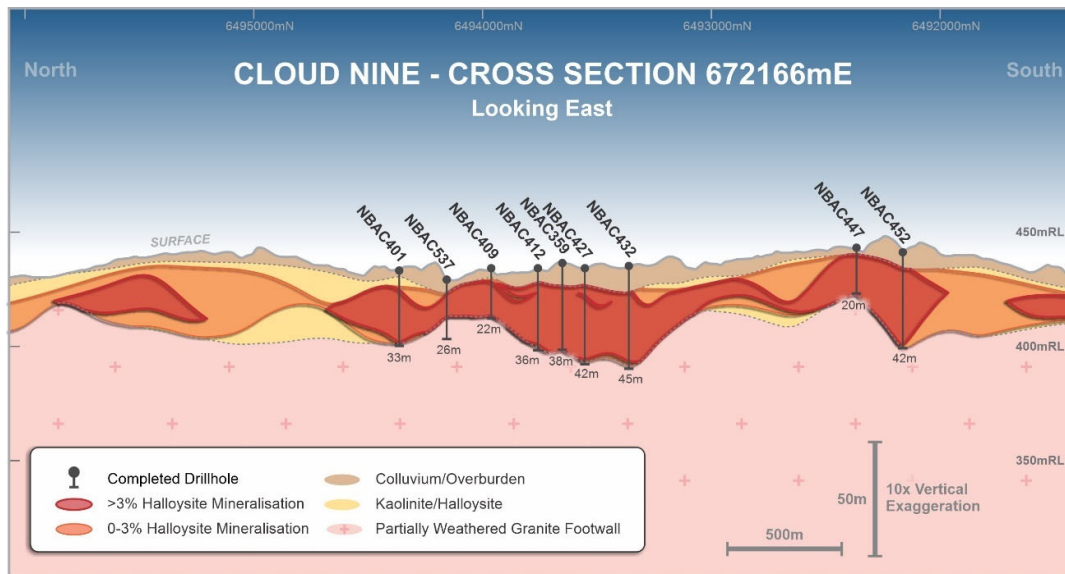 6495000mN
6494000mN
6493000mN
6492000mN
North
CLOUD NINE - CROSS SECTION 672166mE
South
Looking East
NBAC401
NBAC537
NBAC409
NBAC412
NBAC359
NBAC427
NBAC432
NBAC447
NBAC452
450mRL
SURFACE
20m
22m
33m
26m
36m
38m
42m
45m
42m
400mRL
350mRL
Completed Drillhole
>3% Halloysite Mineralisation
0-3% Halloysite Mineralisation
Colluvium/Overburden
Kaolinite/Halloysite
Partially Weathered Granite Footwall
50m
10x Vertical
Exaggeration
500m